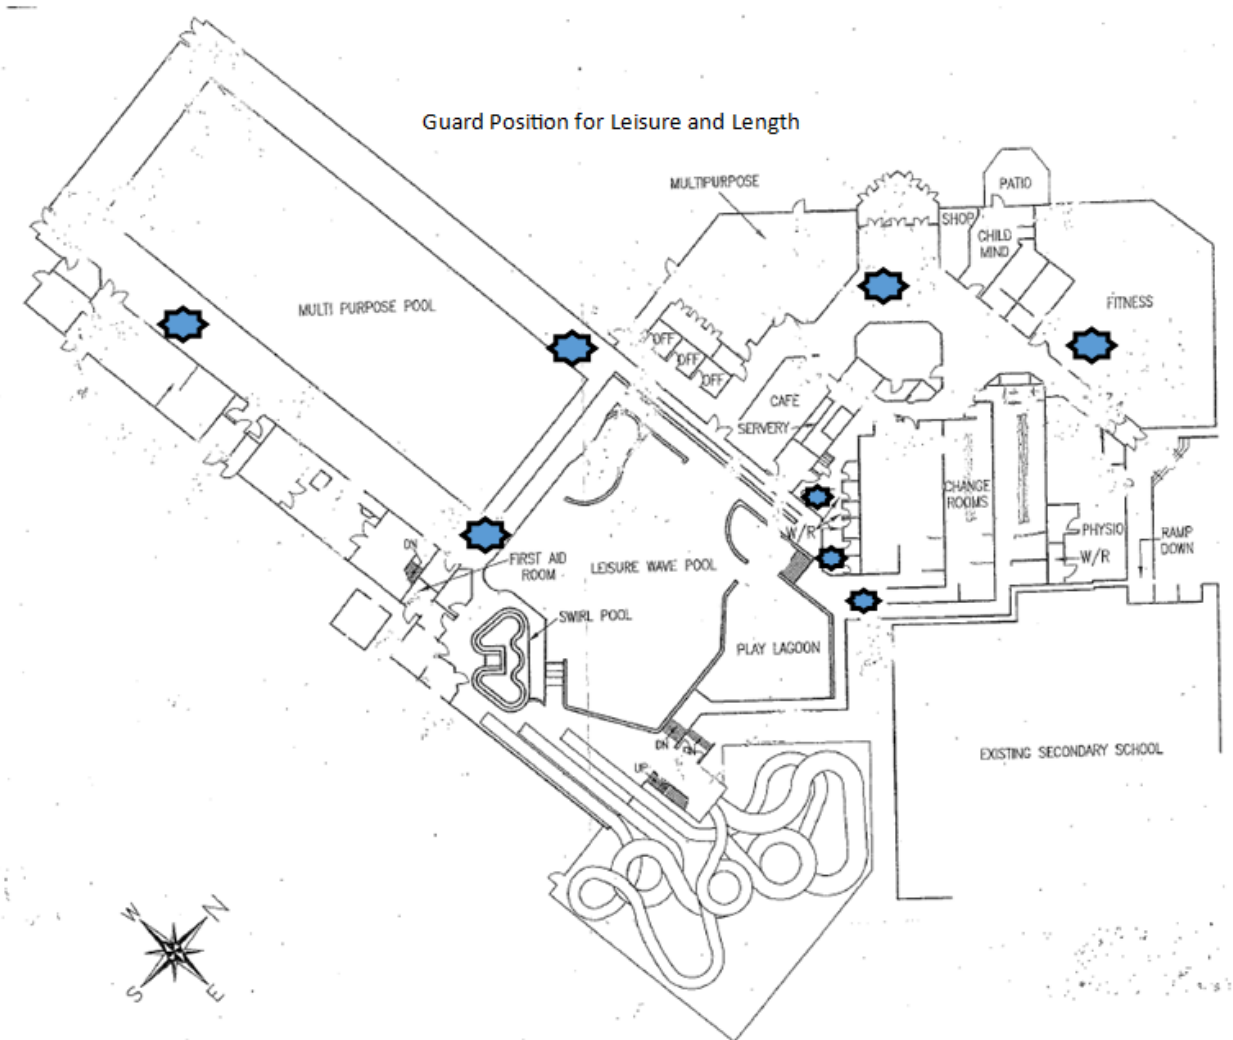 Guard Position for Leisure and Length
MULTIPURPOSE
PATIO
SHOP
CHILD
MIND
MULTI PURPOSE POOL
FITNESS
OFF
OFF
OFF
CAFE
SERVERY
CHANGE
ROOMS
W/R
PHYSIO
W/R
RAMP
DOWN
DN
FIRST AID
ROOM
LEISURE WAVE POOL
SWIRL POOL
PLAY LAGOON
DN
DN
UP
EXISTING SECONDARY SCHOOL
W
N
S
E